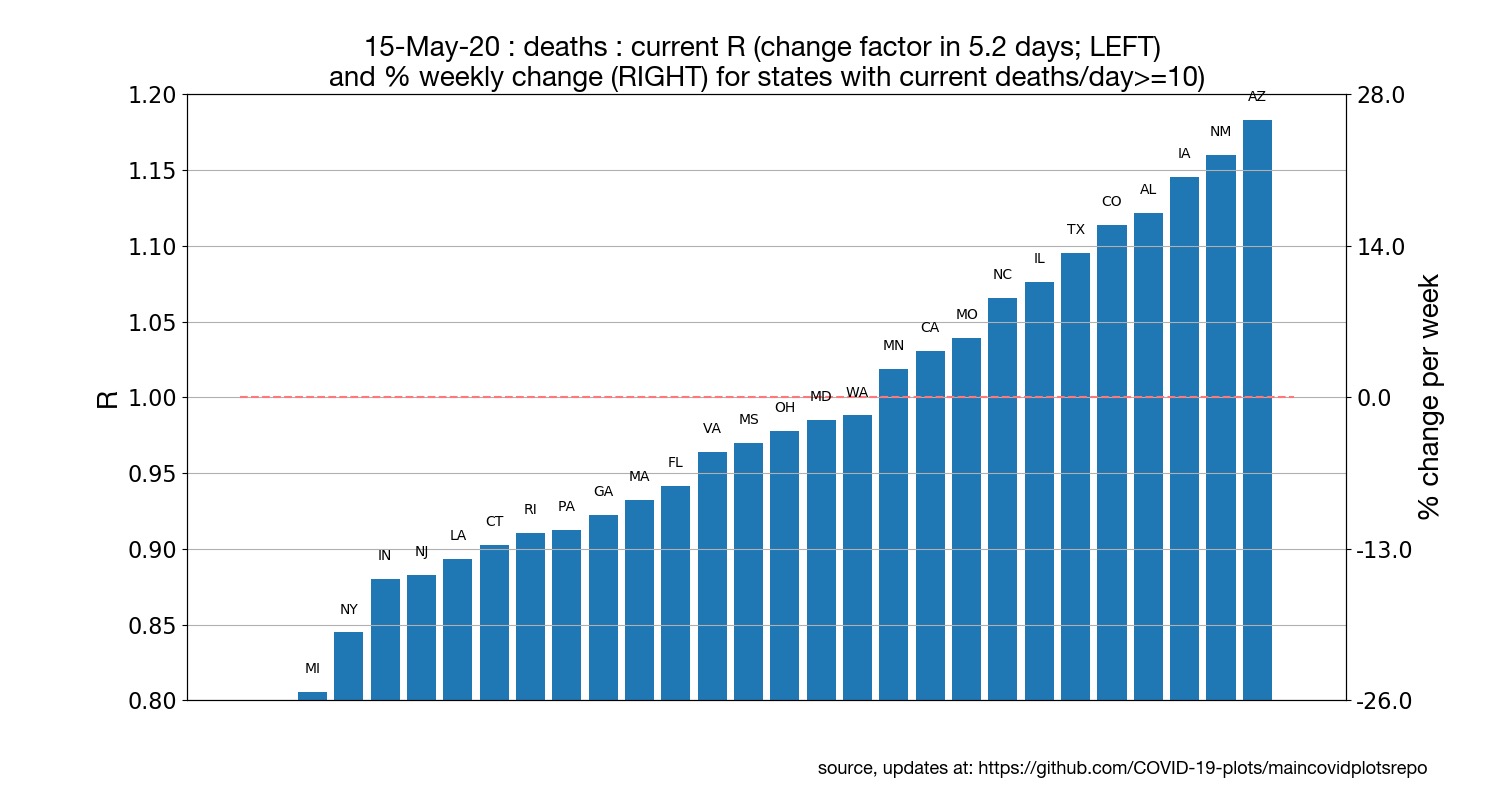 15-May-20 : deaths : current R (change factor in 5.2 days; LEFT)
and % weekly change (RIGHT) for states with current deaths/day>=10)
1.20
1.15
1.10
1.05
1.00
0.95
0.90
0.85
0.80
R
MI
NY
IN
NJ
LA
CT
RI
PA
GA
MA
FL
VA
MS
OH
MD
WA
MN
CA
MO
NC
IL
TX
CO
AL
IA
NM
AZ
28.0
14.0
0.0
-13.0
-26.0
% change per week
source, updates at: https://github.com/COVID-19-plots/maincovidplotsrepo